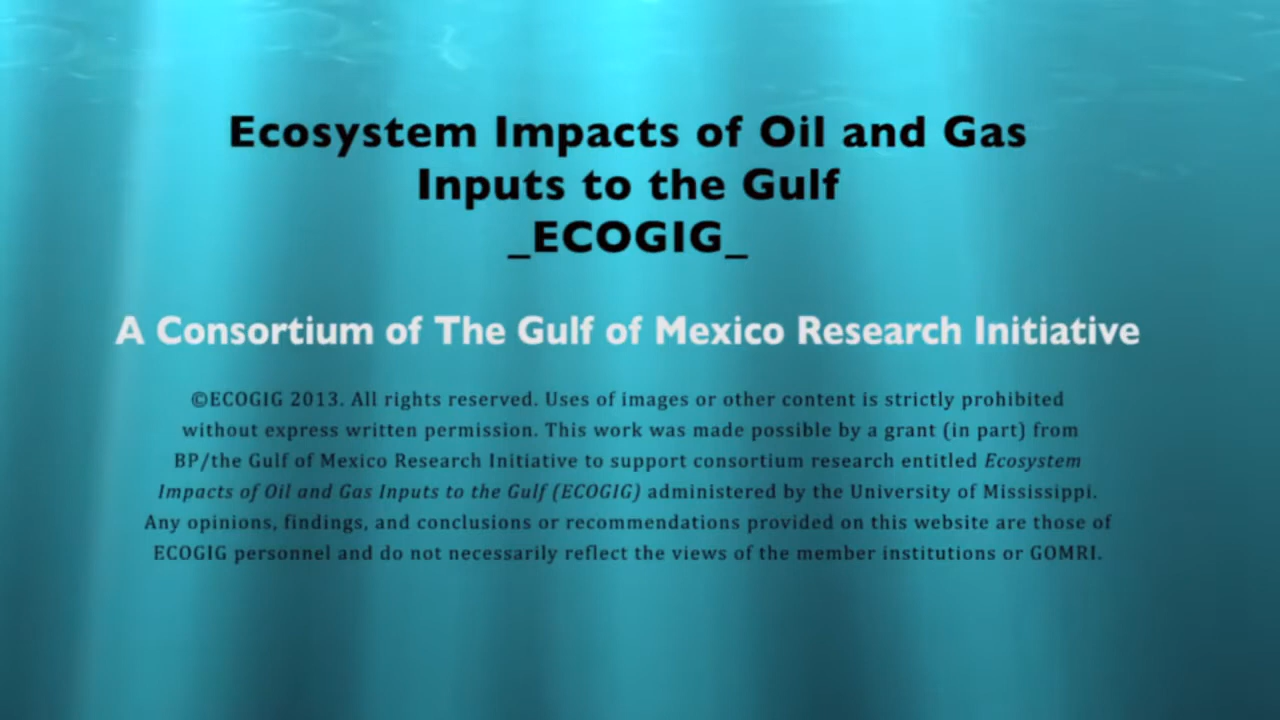 Ecosystem Impacts of Oil and Gas
Inputs to the Gulf
_ECOGIG_
A Consortium of The Gulf of Mexico Research Initiative
©ECOGIG 2013. All rights reserved. Uses of images or other content is strictly prohibited
without express written permission. This work was made possible by a grant (in part) from
BP/the Gulf of Mexico Research Initiative to support consortium research entitled Ecosystem
Impacts of Oil and Gas Inputs to the Gulf (ECOGIG) administered by the University of Mississippi.
Any opinions, findings, and conclusions or recommendations provided on this website are those of
ECOGIG personnel and do not necessarily reflect the views of the member institutions or GOMRI.